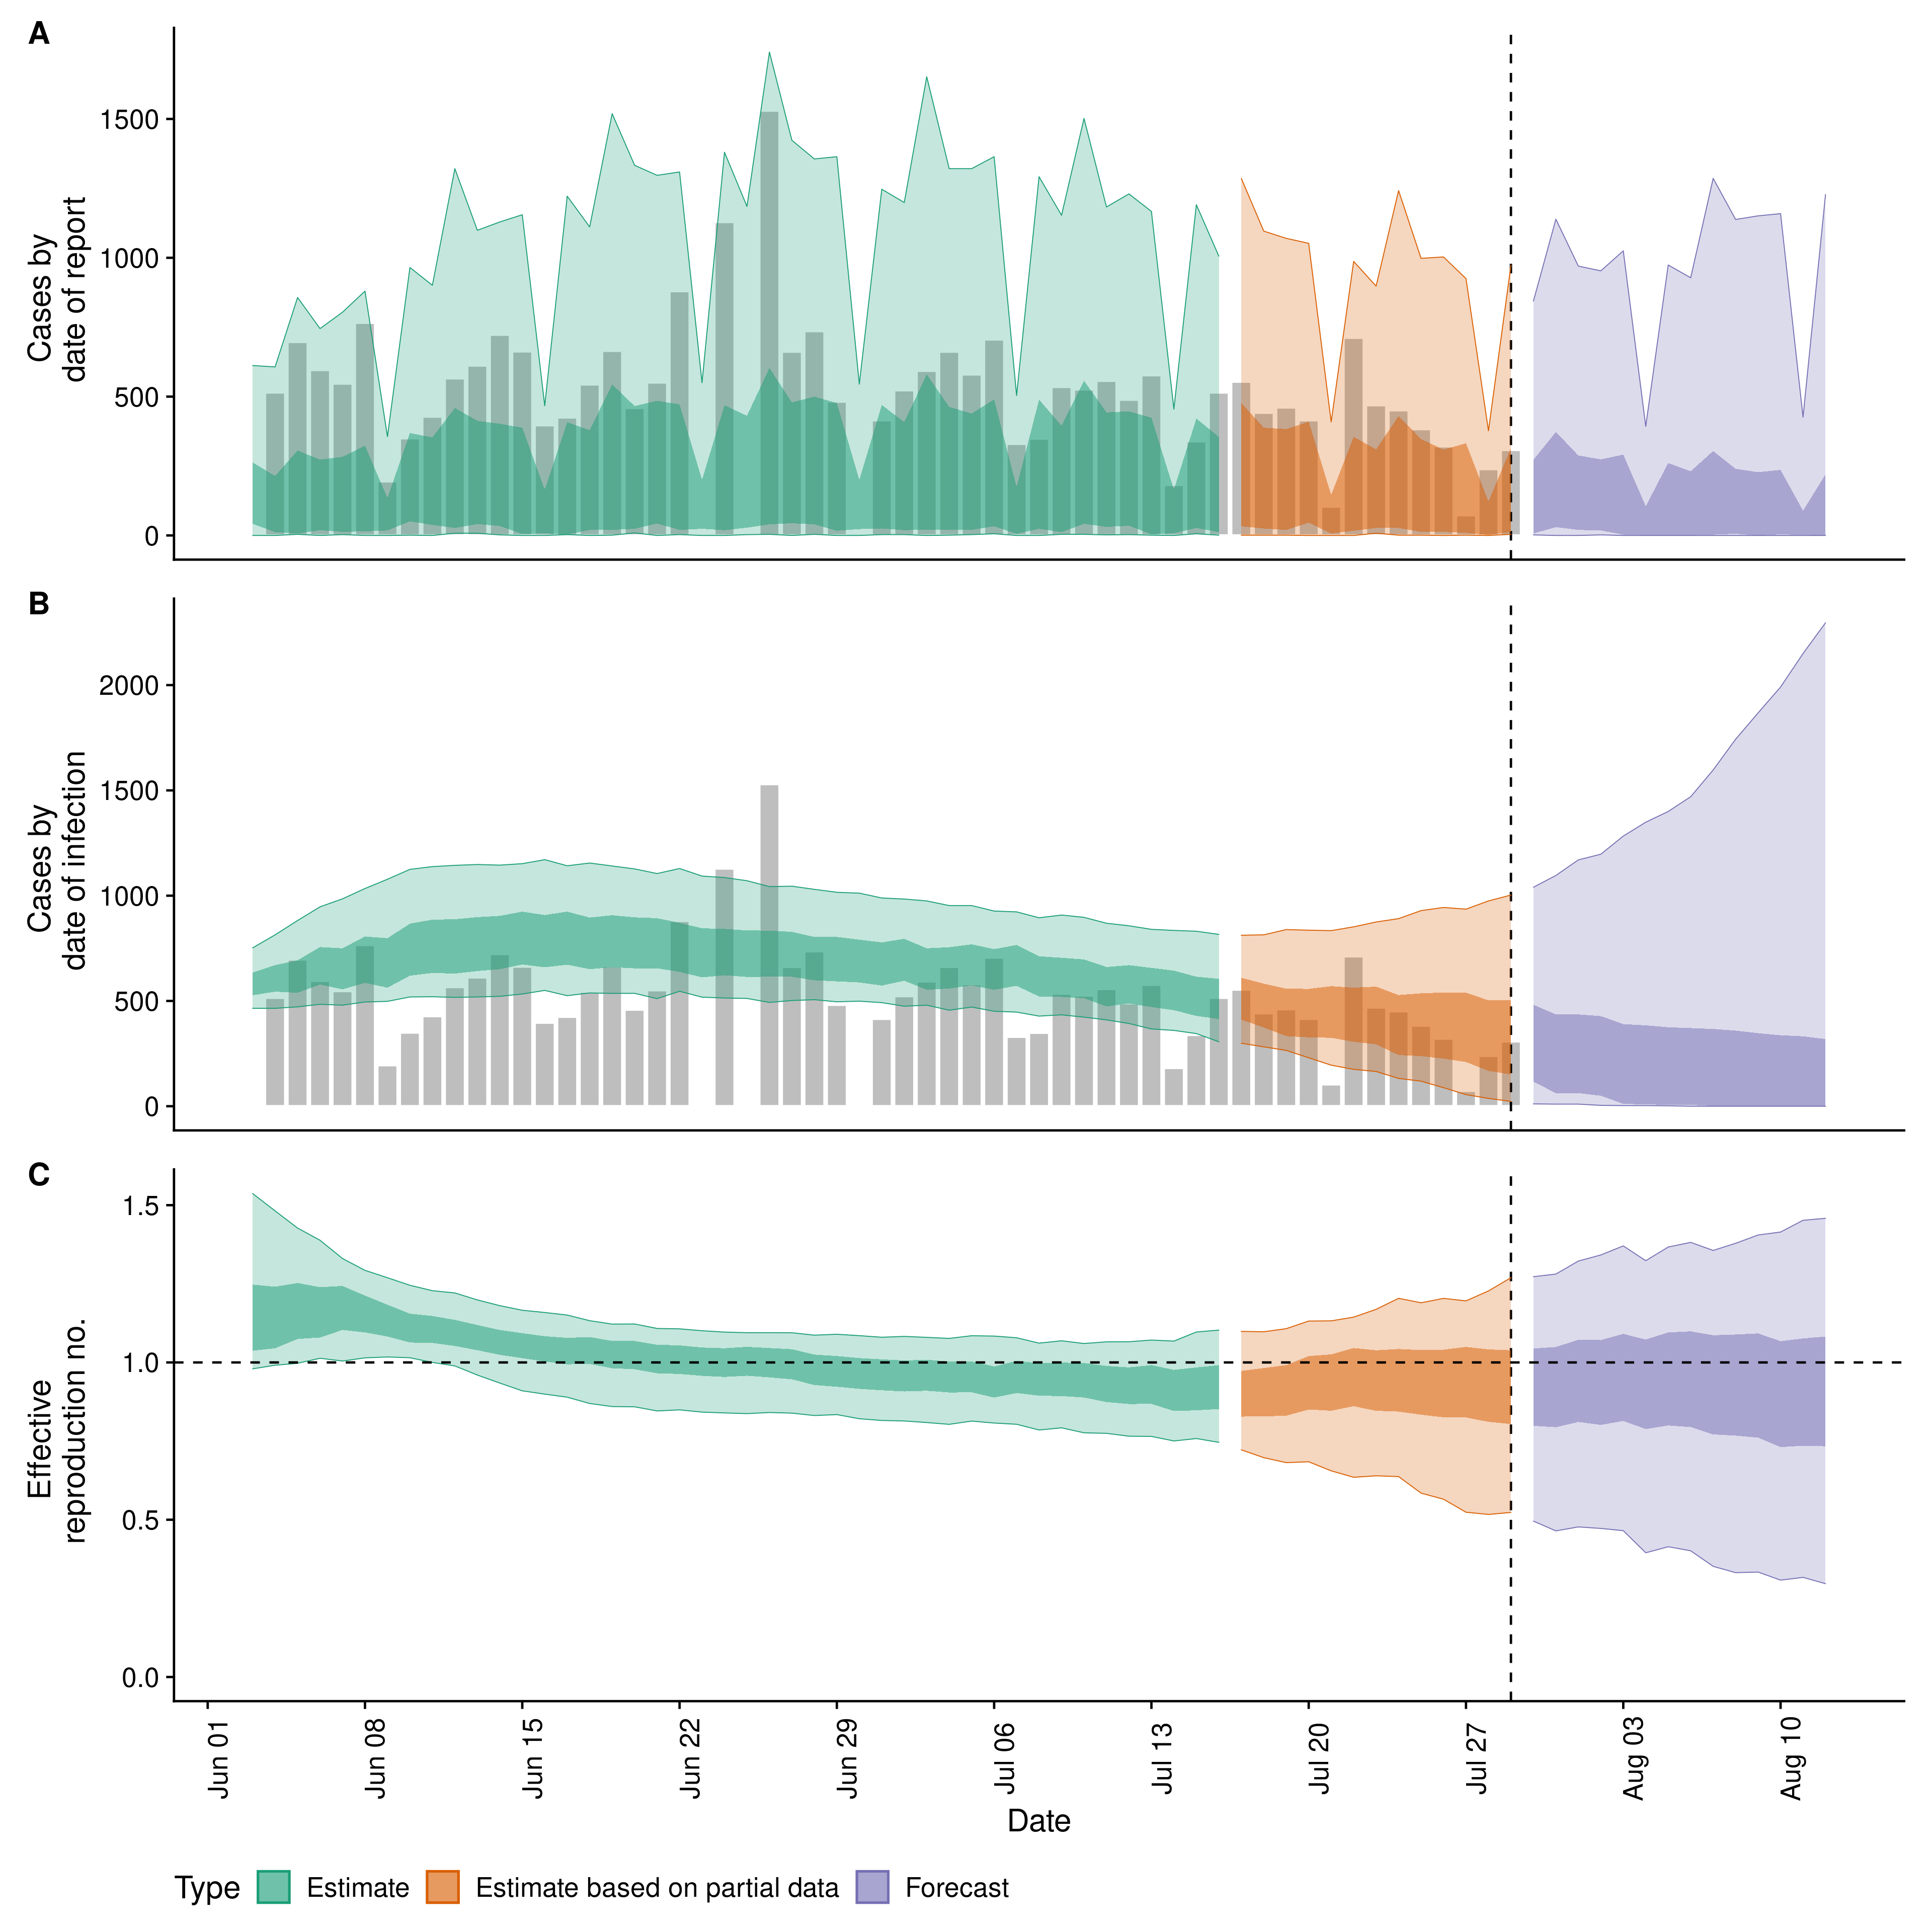 A
Cases by
date of report
1500
1000
500
0
B
Cases by
date of infection
2000
1500
1000
500
0
C
Effective
reproduction no.
1.5
1.0
0.5
0.0
Jun 01
Jun 08
Jun 15
Jun 22
Jun 29
Jul 06
Jul 13
Jul 20
Jul 27
Aug 03
Aug 10
Date
Type Estimate Estimate based on partial data Forecast